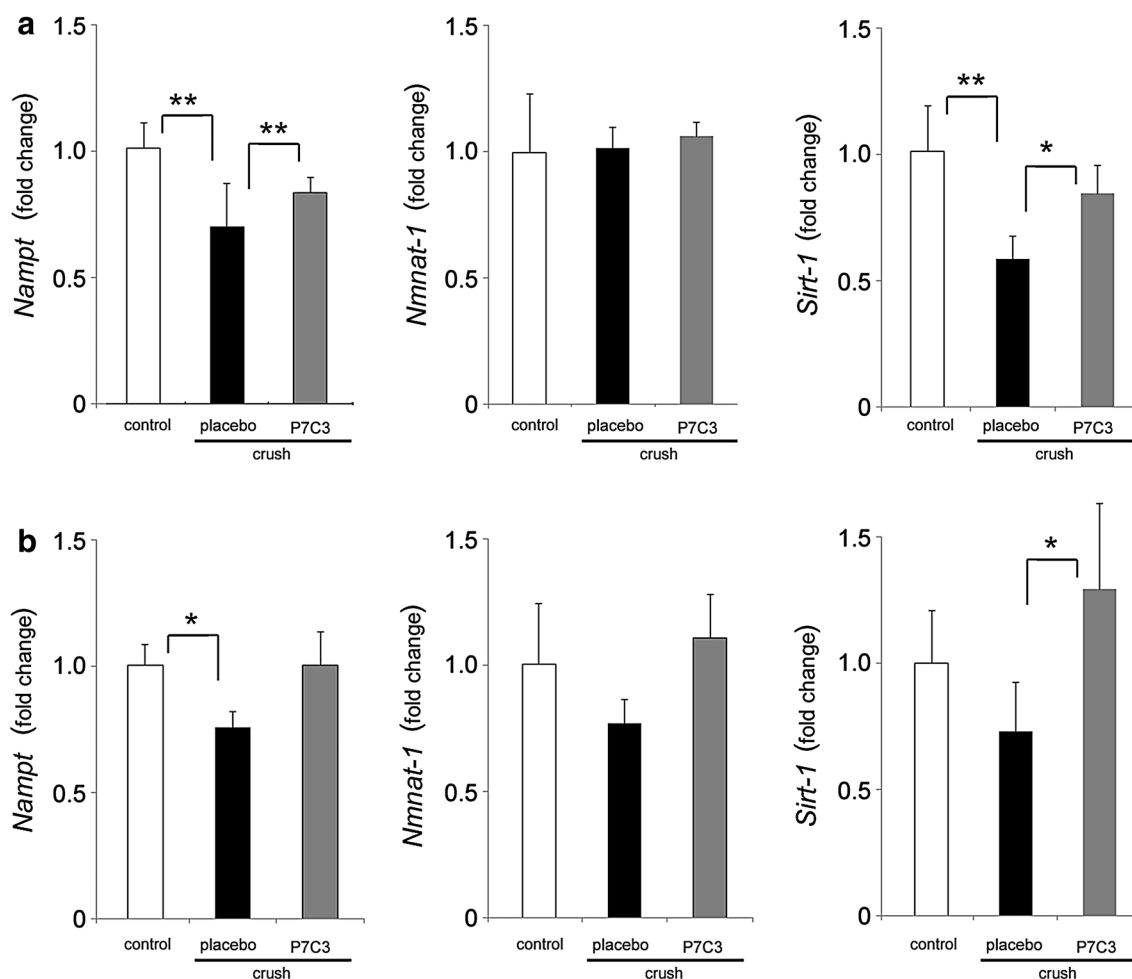 a
Nampt (fold change)
1.5
1.0
0.5
0
**
**
control placebo P7C3
crush
Nmnat-1 (fold change)
1.5
1.0
0.5
0
control placebo P7C3
crush
Sirt-1 (fold change)
1.5
1.0
0.5
0
**
*
control placebo P7C3
crush
b
Nampt (fold change)
1.5
1.0
0.5
0
*
control placebo P7C3
crush
Nmnat-1 (fold change)
1.5
1.0
0.5
0
control placebo P7C3
crush
Sirt-1 (fold change)
1.5
1.0
0.5
0
*
control placebo P7C3
crush